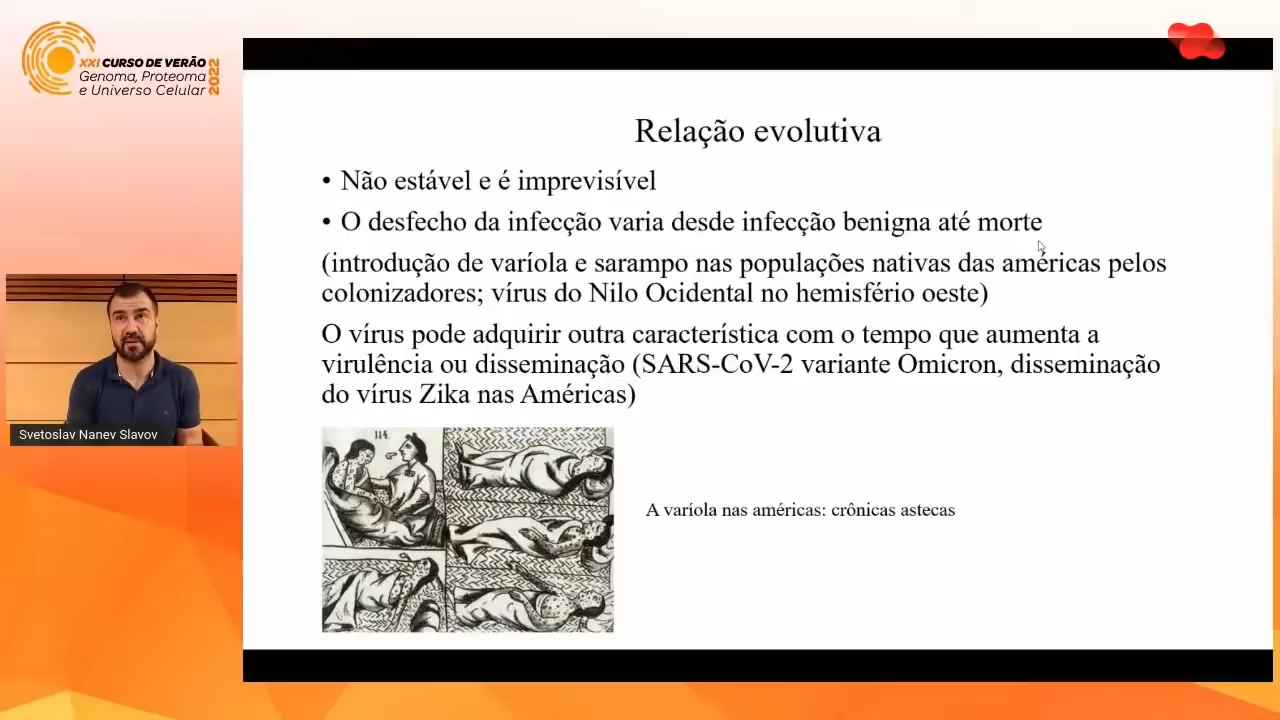 XXI CURSO DE VERÃO
Genoma, Proteoma
e Universo Celular
2022
Relação evolutiva
• Não estável e é imprevisível
• O desfecho da infecção varia desde infecção benigna até morte
(introdução de varíola e sarampo nas populações nativas das américas pelos
colonizadores; vírus do Nilo Ocidental no hemisfério oeste)
O vírus pode adquirir outra característica com o tempo que aumenta a
virulência ou disseminação (SARS-CoV-2 variante Omicron, disseminação
do vírus Zika nas Américas)
114.
A varíola nas américas: crônicas astecas
Svetoslav Nanev Slavov